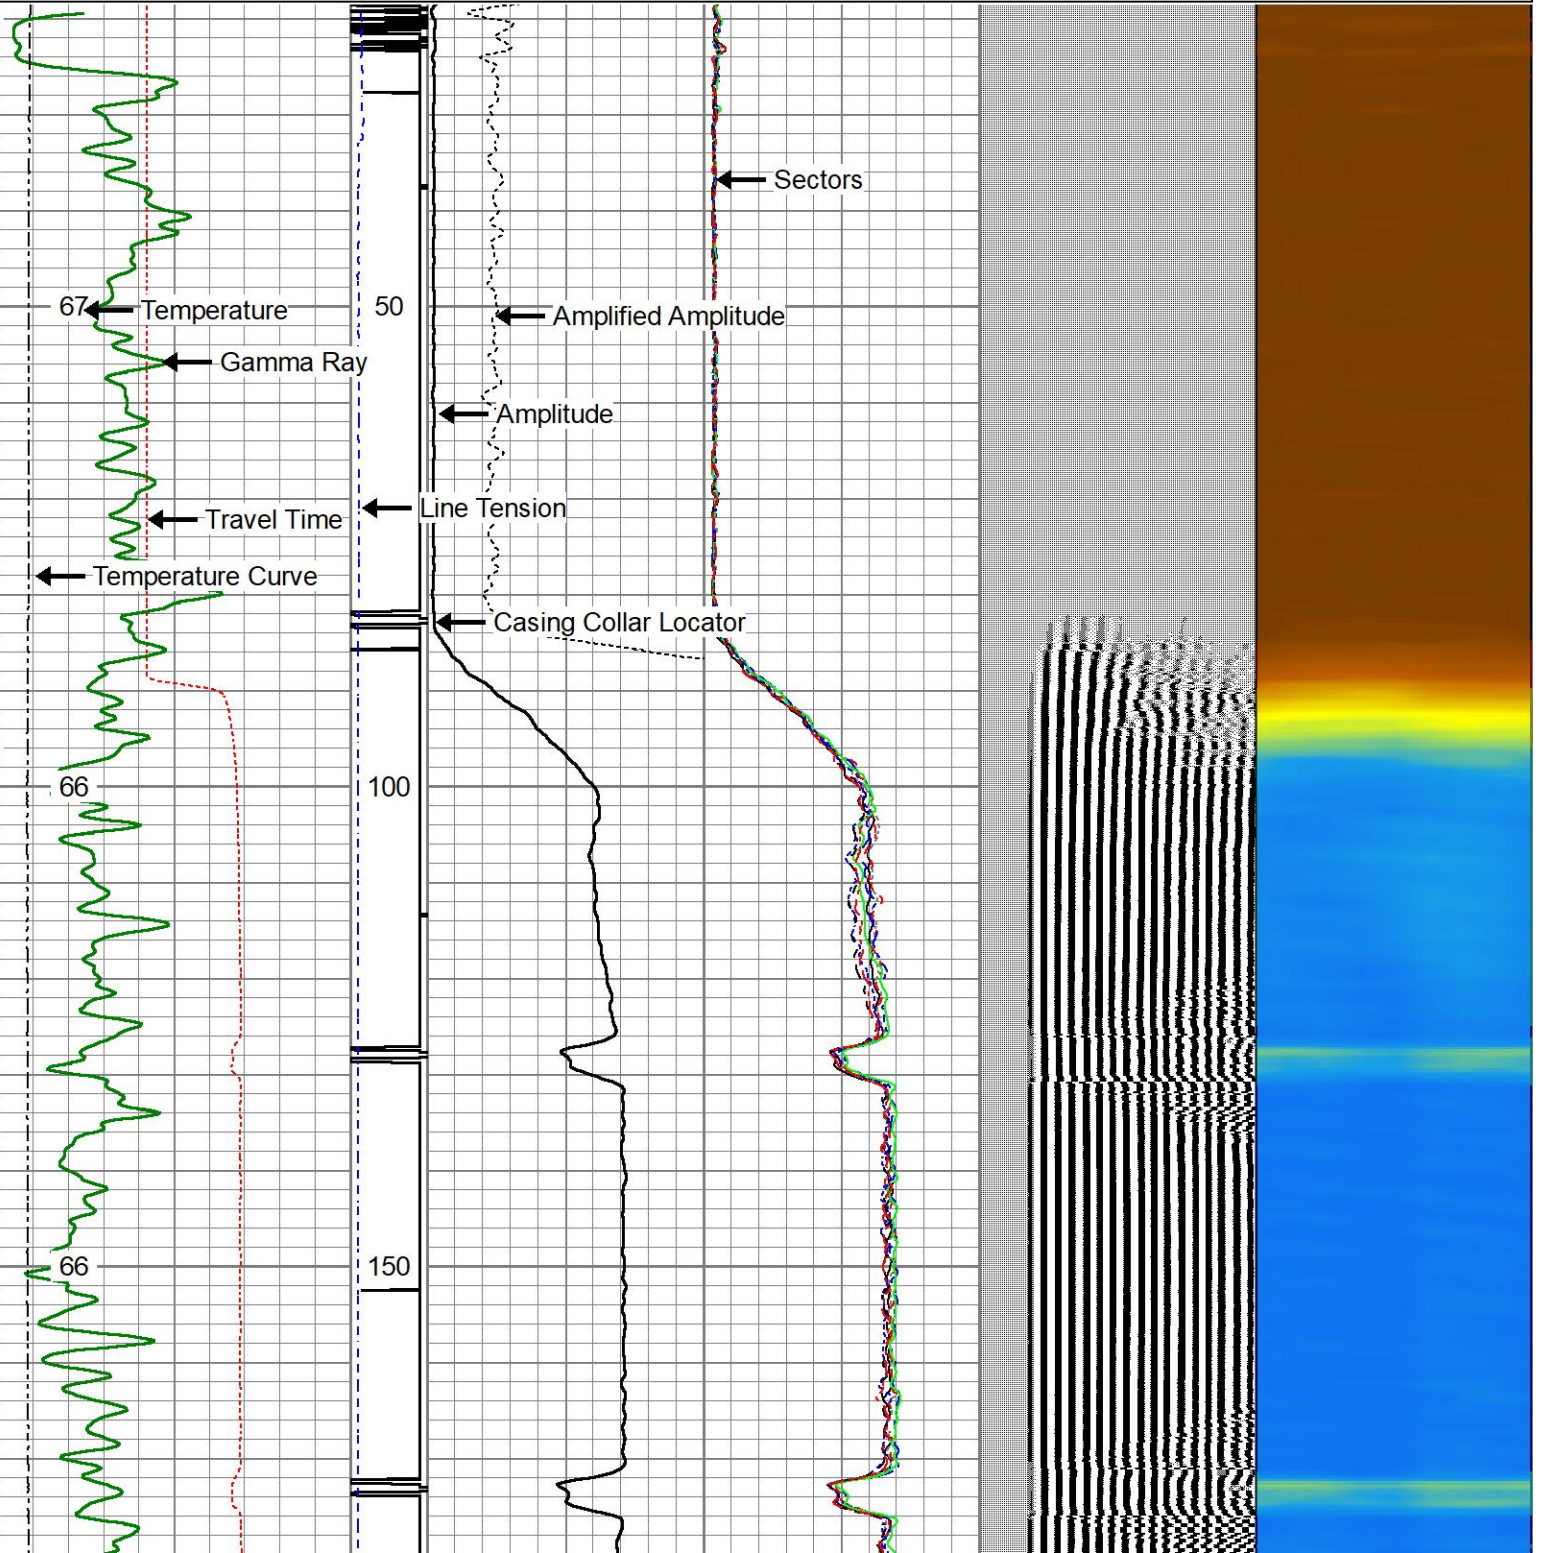 Sectors
67 Temperature 50 Amplified Amplitude
Gamma Ray
Amplitude
Line Tension
Travel Time
Temperature Curve
Casing Collar Locator
66 100
66 150